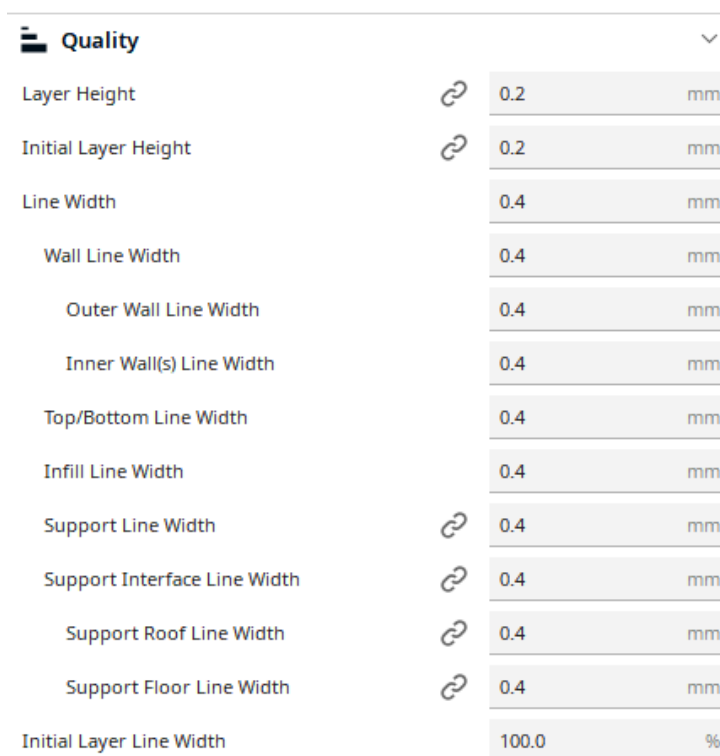 Quality
Layer Height 0.2 mm
Initial Layer Height 0.2 mm
Line Width 0.4 mm
Wall Line Width 0.4 mm
Outer Wall Line Width 0.4 mm
Inner Wall(s) Line Width 0.4 mm
Top/Bottom Line Width 0.4 mm
Infill Line Width 0.4 mm
Support Line Width 0.4 mm
Support Interface Line Width 0.4 mm
Support Roof Line Width 0.4 mm
Support Floor Line Width 0.4 mm
Initial Layer Line Width 100.0 %